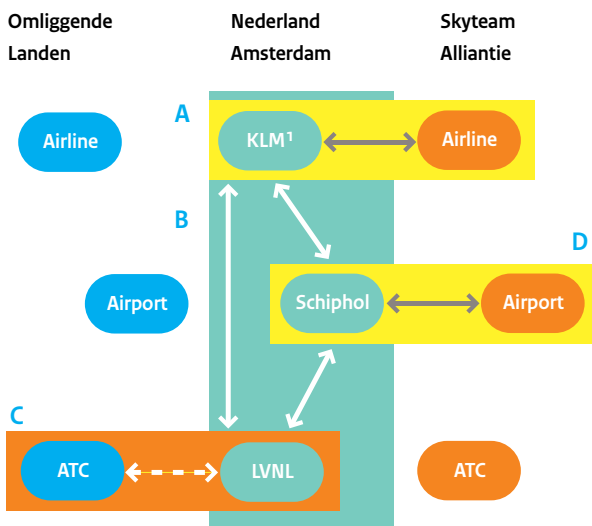 Omliggende
Landen
Nederland
Amsterdam
Skyteam
Alliantie
A
Airline
KLM¹
Airline
B
D
Airport
Schiphol
Airport
C
ATC
LVNL
ATC